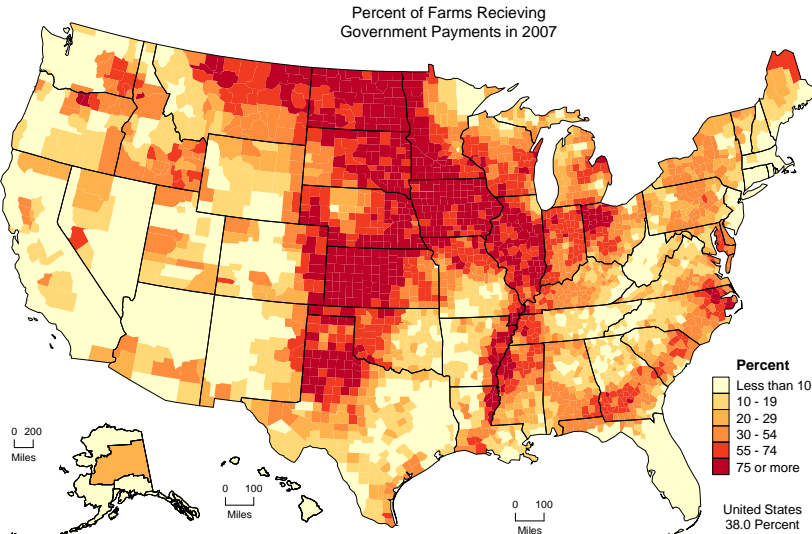 Percent of Farms Recieving
Government Payments in 2007
Percent
Less than 10
10 - 19
20 - 29
30 - 54
55 - 74
75 or more
0 200
Miles
0 100
Miles
0 100
Miles
United States
38.0 Percent